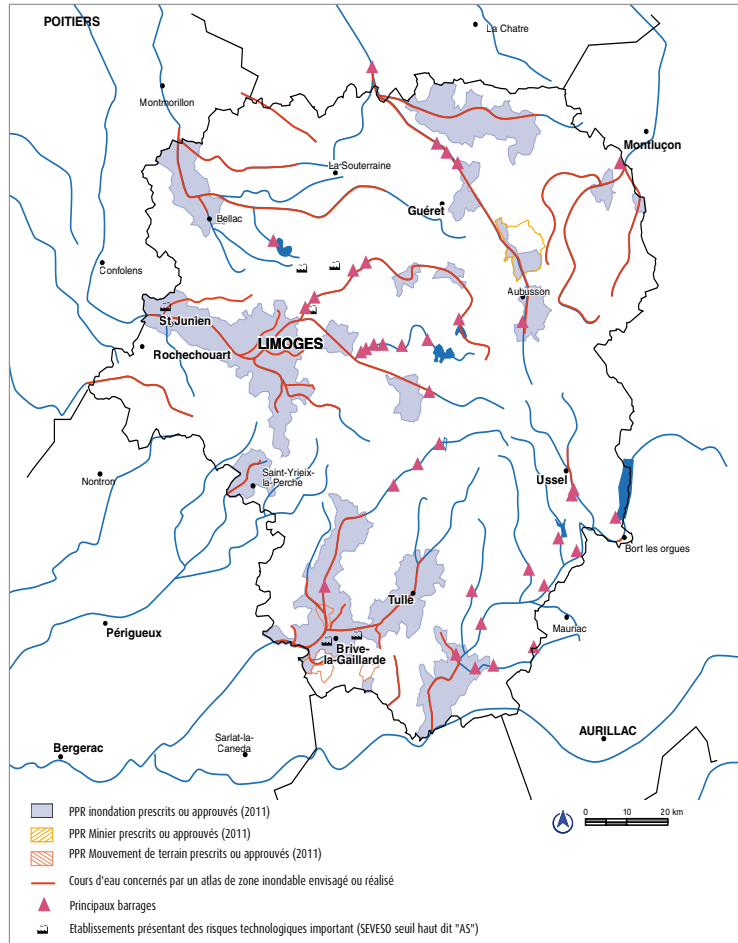 POITIERS
La Chatre
Montmorillon
Montluçon
La Souterraine
Guéret
Bellac
Confolens
Aubusson
St Junien
LIMOGES
Rochechouart
Nontron
Saint-Yrieix-
la-Perche
Ussel
Bort les orgues
Tulle
Périgueux
Mauriac
Brive-
la-Gaillarde
AURILLAC
Sarlat-la-
Caneda
Bergerac
PPR inondation prescrits ou approuvés (2011)
0 10 20 km
PPR Minier prescrits ou approuvés (2011)
PPR Mouvement de terrain prescrits ou approuvés (2011)
Cours d'eau concernés par un atlas de zone inondable envisagé ou réalisé
Principaux barrages
Etablissements présentant des risques technologiques important (SEVESO seuil haut dit "AS")